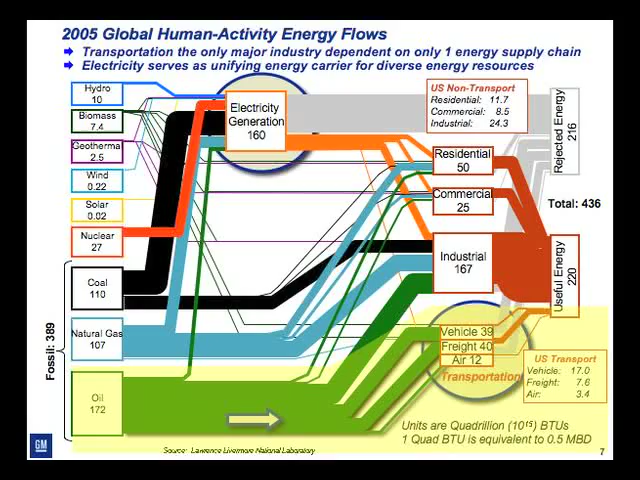 2005 Global Human-Activity Energy Flows
Transportation the only major industry dependent on only 1 energy supply chain
Electricity serves as unifying energy carrier for diverse energy resources
Hydro
10
Biomass
7.4
Geotherma
2.5
Wind
0.22
Solar
0.02
Nuclear
27
Coal
110
Natural Gas
107
Oil
172
Fossil: 389
Electricity
Generation
160
US Non-Transport
Residential: 11.7
Commercial: 8.5
Industrial: 24.3
Residential
50
Commercial
25
Industrial
167
Vehicle 39
Freight 40
Air 12
Transportation
Rejected Energy
216
Total: 436
Useful Energy
220
US Transport
Vehicle: 17.0
Freight: 7.6
Air: 3.4
Units are Quadrillion (10¹⁵) BTUs
1 Quad BTU is equivalent to 0.5 MBD
GM
Source: Lawrence Livermore National Laboratory
7